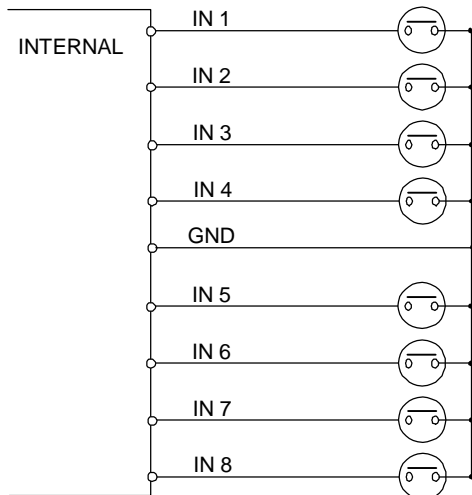 IN 1
INTERNAL
IN 2
IN 3
IN 4
GND
IN 5
IN 6
IN 7
IN 8